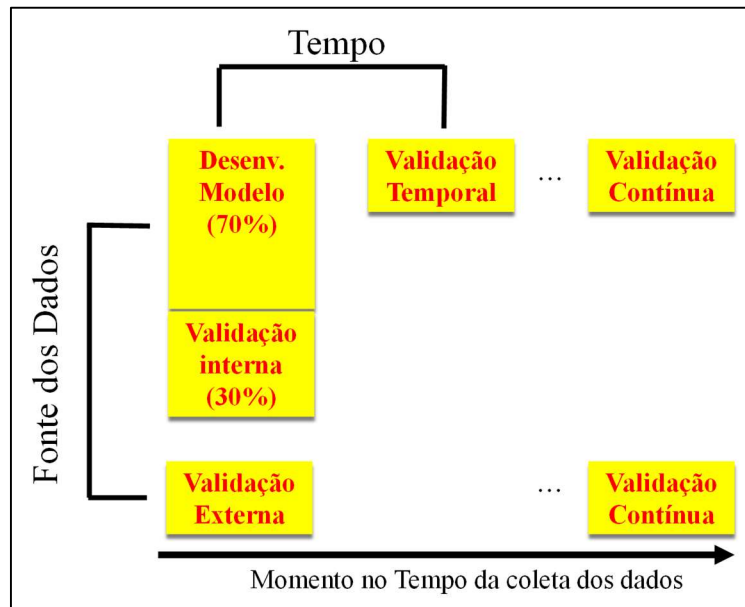 Tempo
Desenv.
Modelo
(70%)
Validação
Temporal
...
Validação
Contínua
Fonte dos Dados
Validação
interna
(30%)
Validação
Externa
...
Validação
Contínua
Momento no Tempo da coleta dos dados